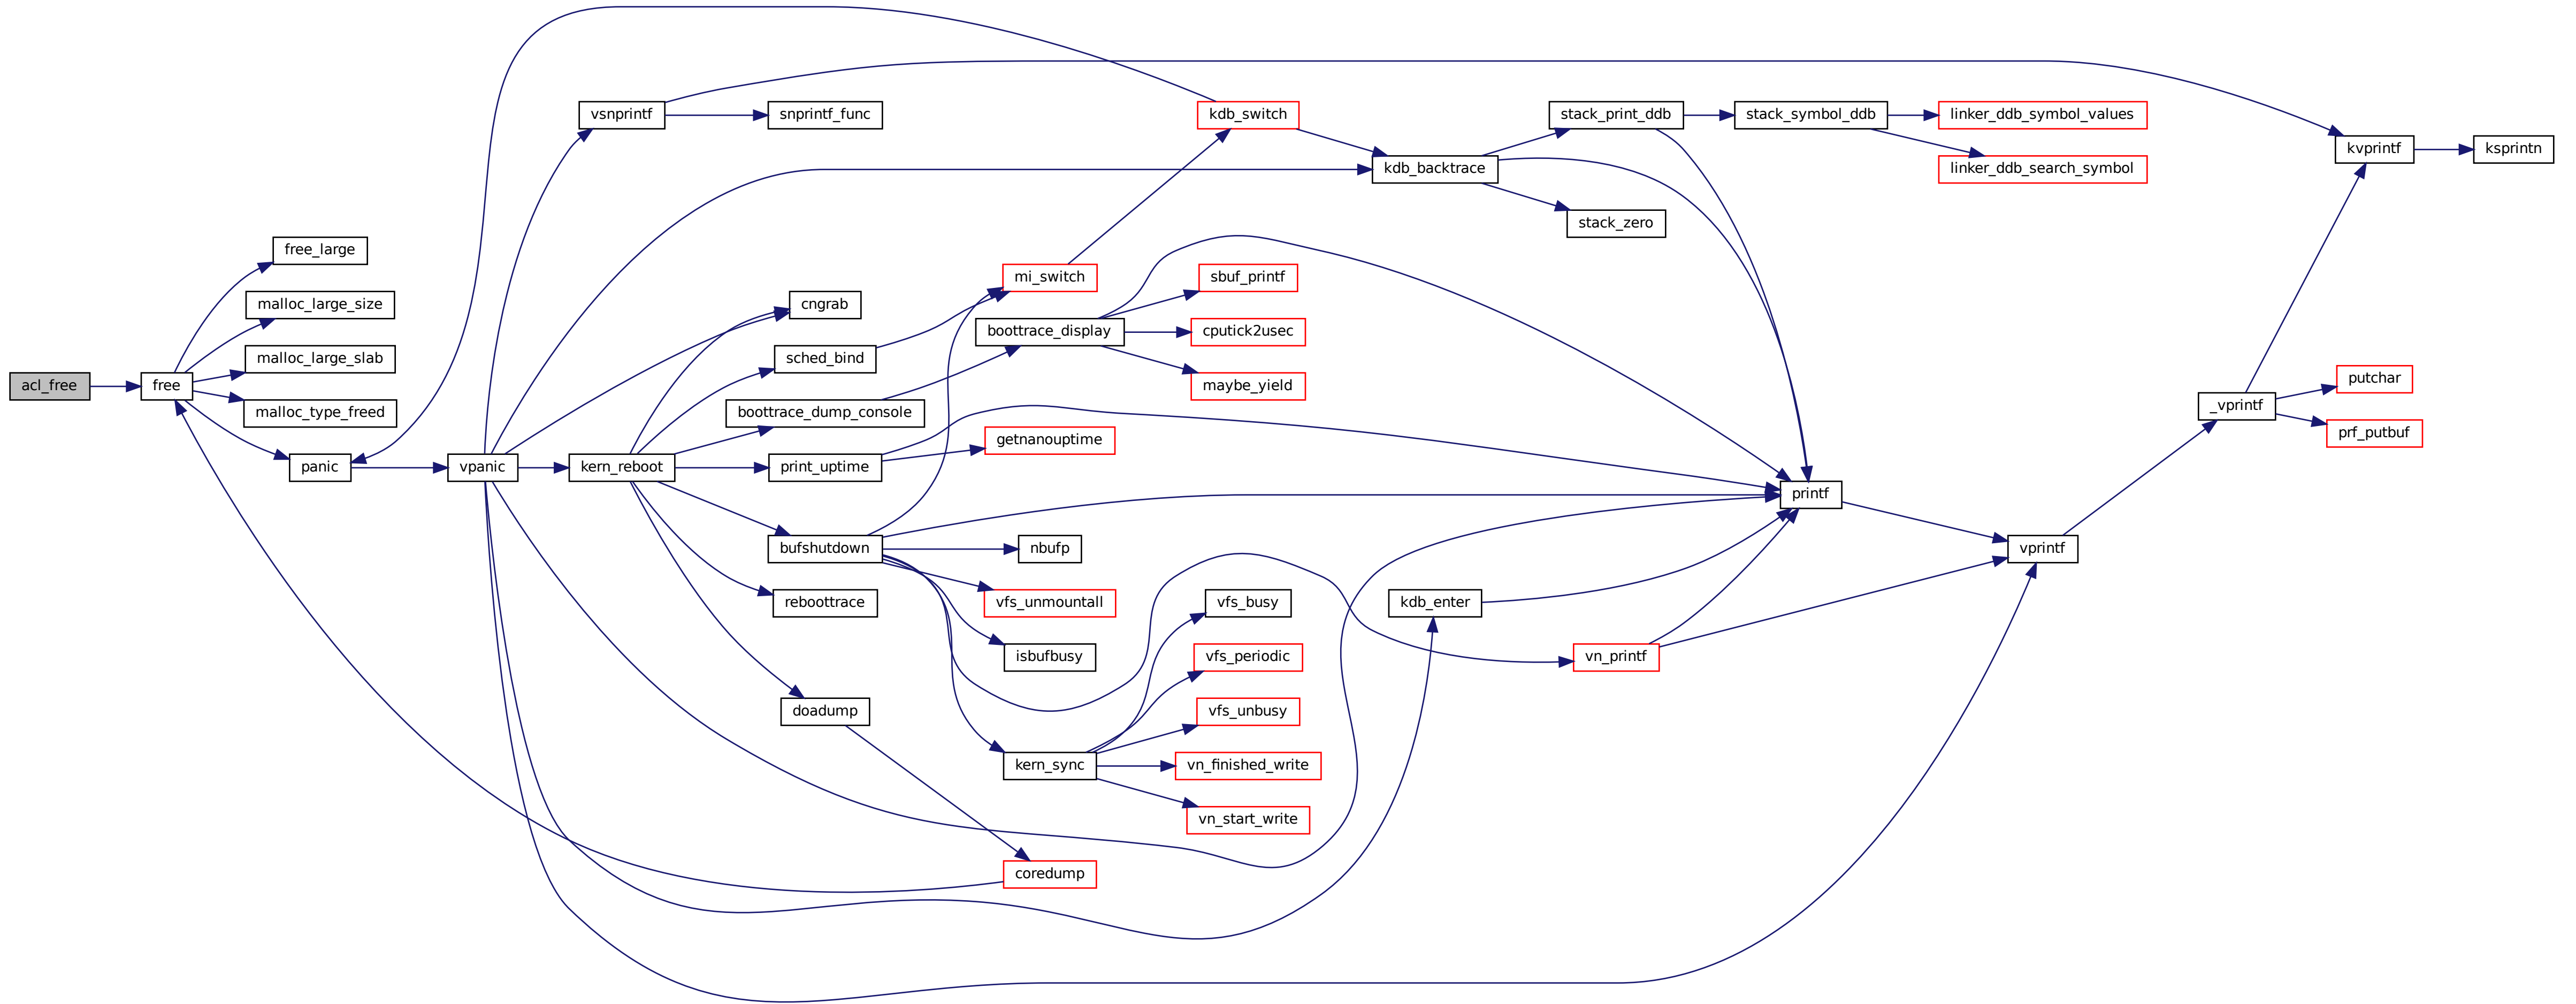 acl_free
free
free_large
malloc_large_size
malloc_large_slab
malloc_type_freed
panic
vpanic
vsnprintf
snprintf_func
kern_reboot
cngrab
sched_bind
boottrace_dump_console
print_uptime
bufshutdown
reboottrace
doadump
mi_switch
boottrace_display
getnanouptime
nbufp
vfs_unmountall
isbufbusy
kern_sync
coredump
kdb_switch
sbuf_printf
cputick2usec
maybe_yield
vfs_busy
vfs_periodic
vfs_unbusy
vn_finished_write
vn_start_write
kdb_backtrace
kdb_enter
stack_print_ddb
stack_zero
vn_printf
stack_symbol_ddb
printf
linker_ddb_symbol_values
linker_ddb_search_symbol
vprintf
_vprintf
kvprintf
putchar
prf_putbuf
ksprintn